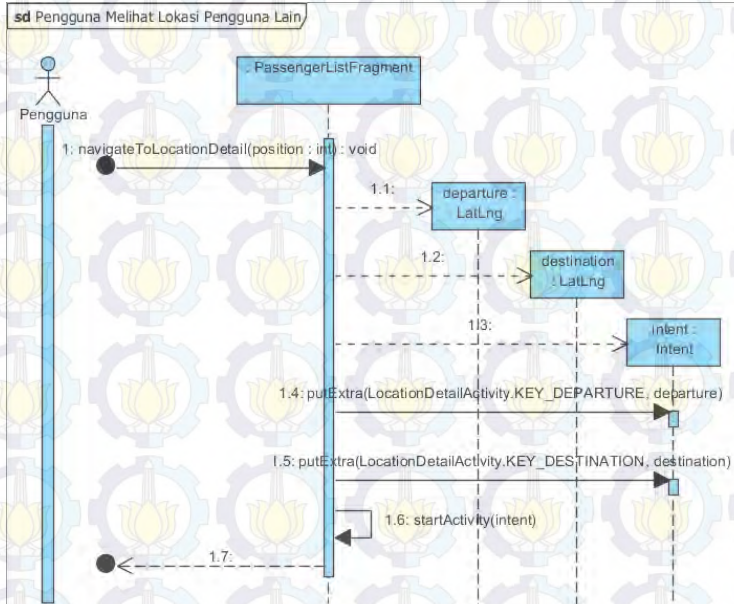 sd Pengguna Melihat Lokasi Pengguna Lain
: PassengerListFragment
Pengguna
1: navigateToLocationDetail(position : int) : void
1.1:
departure :
LatLng
1.2:
destination
: LatLng
1.3:
intent :
Intent
1.4: putExtra(LocationDetailActivity.KEY_DEPARTURE, departure)
1.5: putExtra(LocationDetailActivity.KEY_DESTINATION, destination)
1.6: startActivity(intent)
1.7: